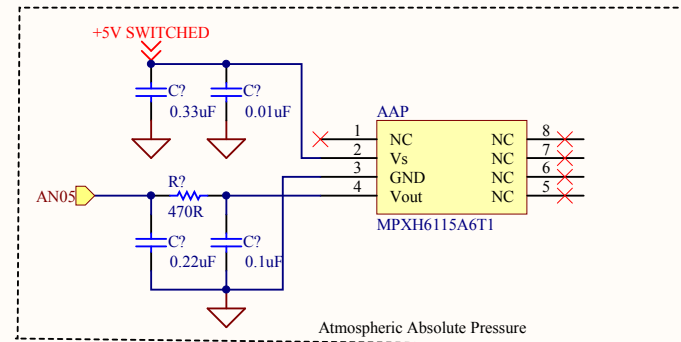 +5V SWITCHED
C?
0.33uF
C?
0.01uF
AAP
1 NC NC 8
2 Vs NC 7
3 GND NC 6
4 Vout NC 5
MPXH6115A6T1
AN05
R?
470R
C?
0.22uF
C?
0.1uF
Atmospheric Absolute Pressure